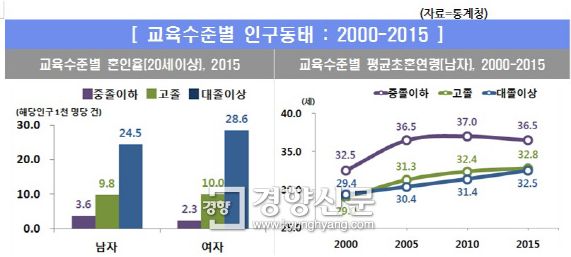 (자료=통계청)
[ 교육수준별 인구동태 : 2000-2015 ]
교육수준별 혼인율(20세이상). 2015
교육수준별 평균초혼연령(남자). 2000-2015
중졸이하 고졸 대졸이상
(해당인구1천 명당 건)
30.0
20.0
10.0
0.0
3.6 9.8 24.5
2.3 10.0 28.6
남자 여자
중졸이하 고졸 대졸이상
(세)
40.0
35.0
25.0
32.5 36.5 37.0 36.5
31.3 32.4 32.8
29.4 30.4 31.4 32.5
2000 2005 2010 2015
경향 경향신문
www.kyunghyang.com